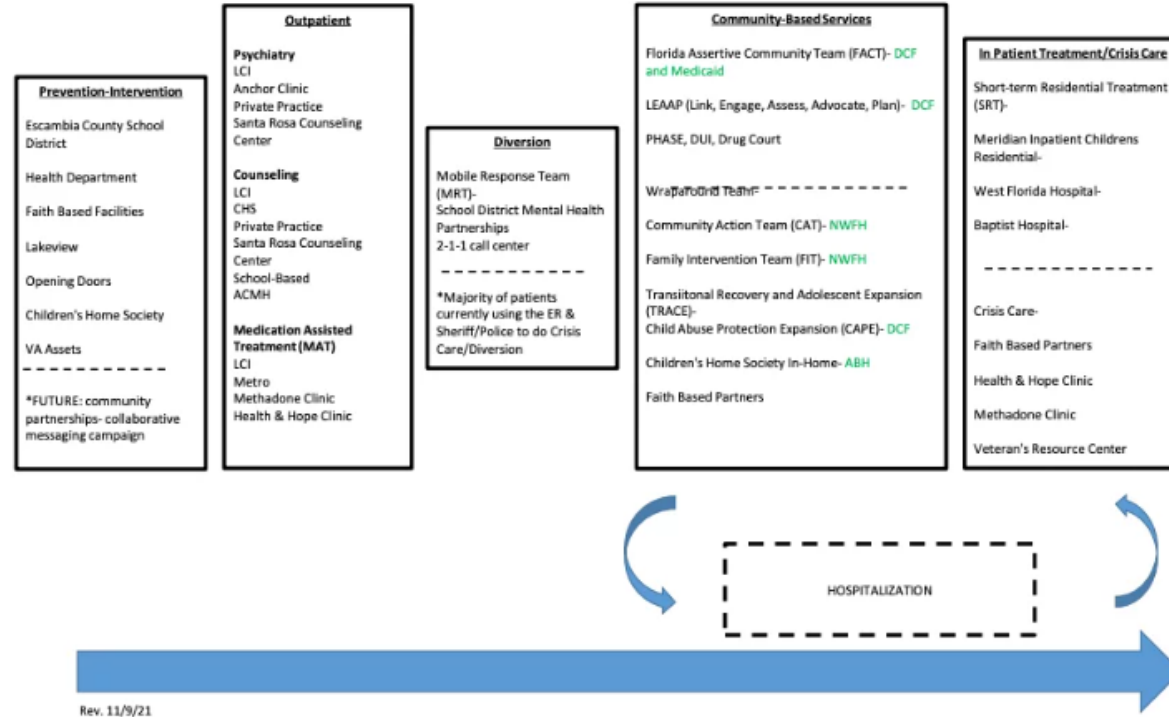 Prevention-Intervention
Escambia County School
District
Health Department
Faith Based Facilities
Lakeview
Opening Doors
Children's Home Society
VA Assets
*FUTURE: community
partnerships- collaborative
messaging campaign
Outpatient
Psychiatry
LCI
Anchor Clinic
Private Practice
Santa Rosa Counseling
Center
Counseling
LCI
CHS
Private Practice
Santa Rosa Counseling
Center
School-Based
ACMH
Medication Assisted
Treatment (MAT)
LCI
Metro
Methadone Clinic
Health & Hope Clinic
Diversion
Mobile Response Team
(MRT)-
School District Mental Health
Partnerships
2-1-1 call center
*Majority of patients
currently using the ER &
Sheriff/Police to do Crisis
Care/Diversion
Community-Based Services
Florida Assertive Community Team (FACT)- DCF
and Medicaid
LEAAP (Link, Engage, Assess, Advocate, Plan)- DCF
PHASE, DUI, Drug Court
Wraparound Team-
Community Action Team (CAT)- NWFH
Family Intervention Team (FIT)- NWFH
Transiitonal Recovery and Adolescent Expansion
(TRACE)-
Child Abuse Protection Expansion (CAPE)- DCF
Children's Home Society In-Home- ABH
Faith Based Partners
In Patient Treatment/Crisis Care
Short-term Residential Treatment
(SRT)-
Meridian Inpatient Childrens
Residential-
West Florida Hospital-
Baptist Hospital-
Crisis Care-
Faith Based Partners
Health & Hope Clinic
Methadone Clinic
Veteran's Resource Center
HOSPITALIZATION
Rev. 11/9/21